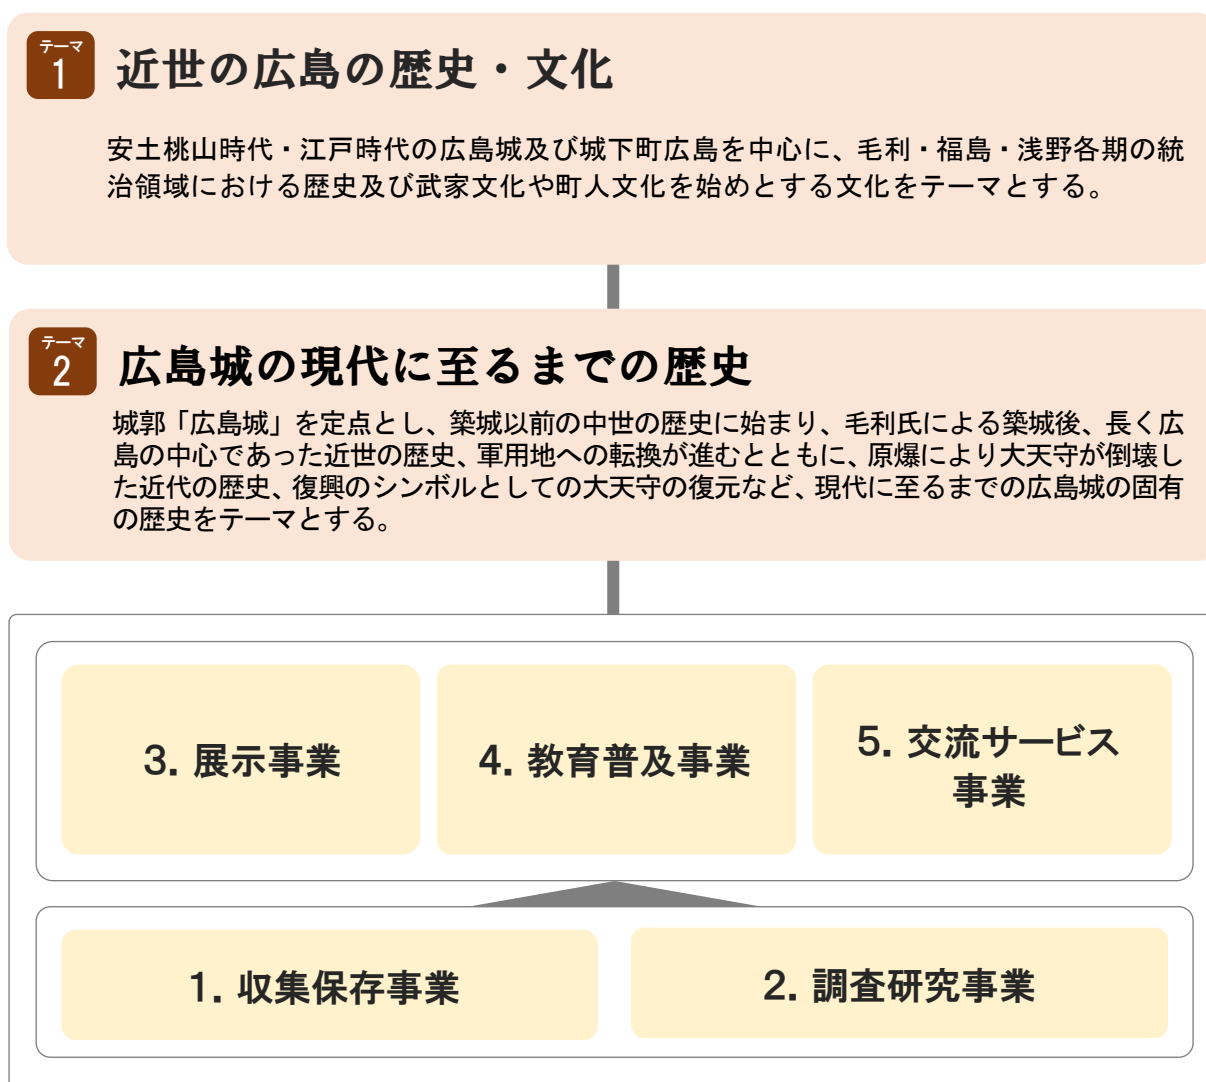 テーマ
1
近世の広島の歴史・文化
安土桃山時代・江戸時代の広島城及び城下町広島を中心に、毛利・福島・浅野各期の統
治領域における歴史及び武家文化や町人文化を始めとする文化をテーマとする。
テーマ
2
広島城の現代に至るまでの歴史
城郭「広島城」を定点とし、築城以前の中世の歴史に始まり、毛利氏による築城後、長く広
島の中心であった近世の歴史、軍用地への転換が進むとともに、原爆により大天守が倒壊し
た近代の歴史、復興のシンボルとしての大天守の復元など、現代に至るまでの広島城の固有
の歴史をテーマとする。
3. 展示事業
4. 教育普及事業
5. 交流サービス
事業
1. 収集保存事業
2. 調査研究事業